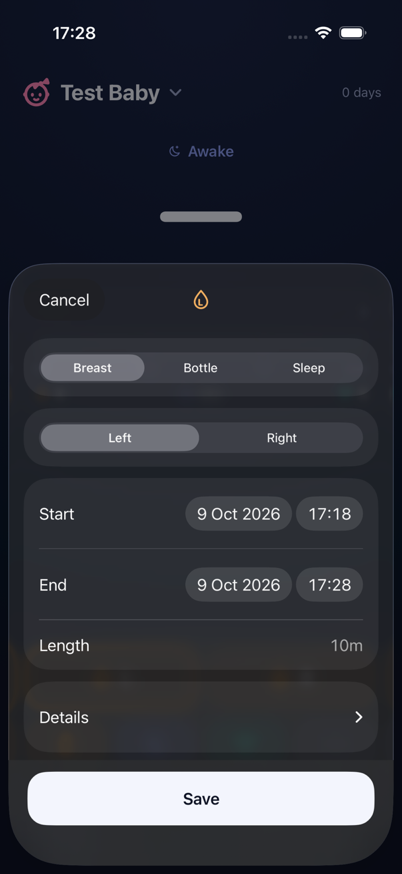 17:28
Test Baby
0 days
Awake
Cancel
L
Breast Bottle Sleep
Left Right
Start 9 Oct 2026 17:18
End 9 Oct 2026 17:28
Length 10m
Details
Save